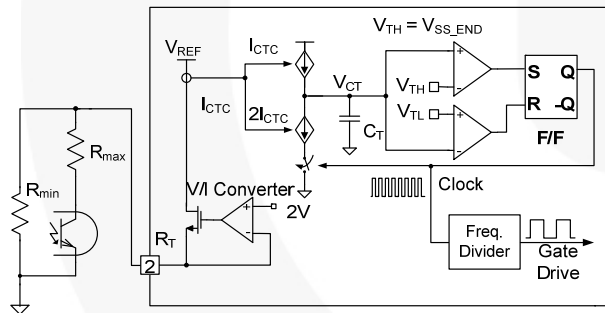 V_TH = V_SS_END
V_REF
I_CTC
I_CTC
2I_CTC
V_CT
C_T
V_TH
V_TL
+
-
+
-
S Q
R -Q
F/F
R_max
R_min
V/I Converter
+
-
2V
R_T
2
Clock
Freq.
Divider
Gate
Drive